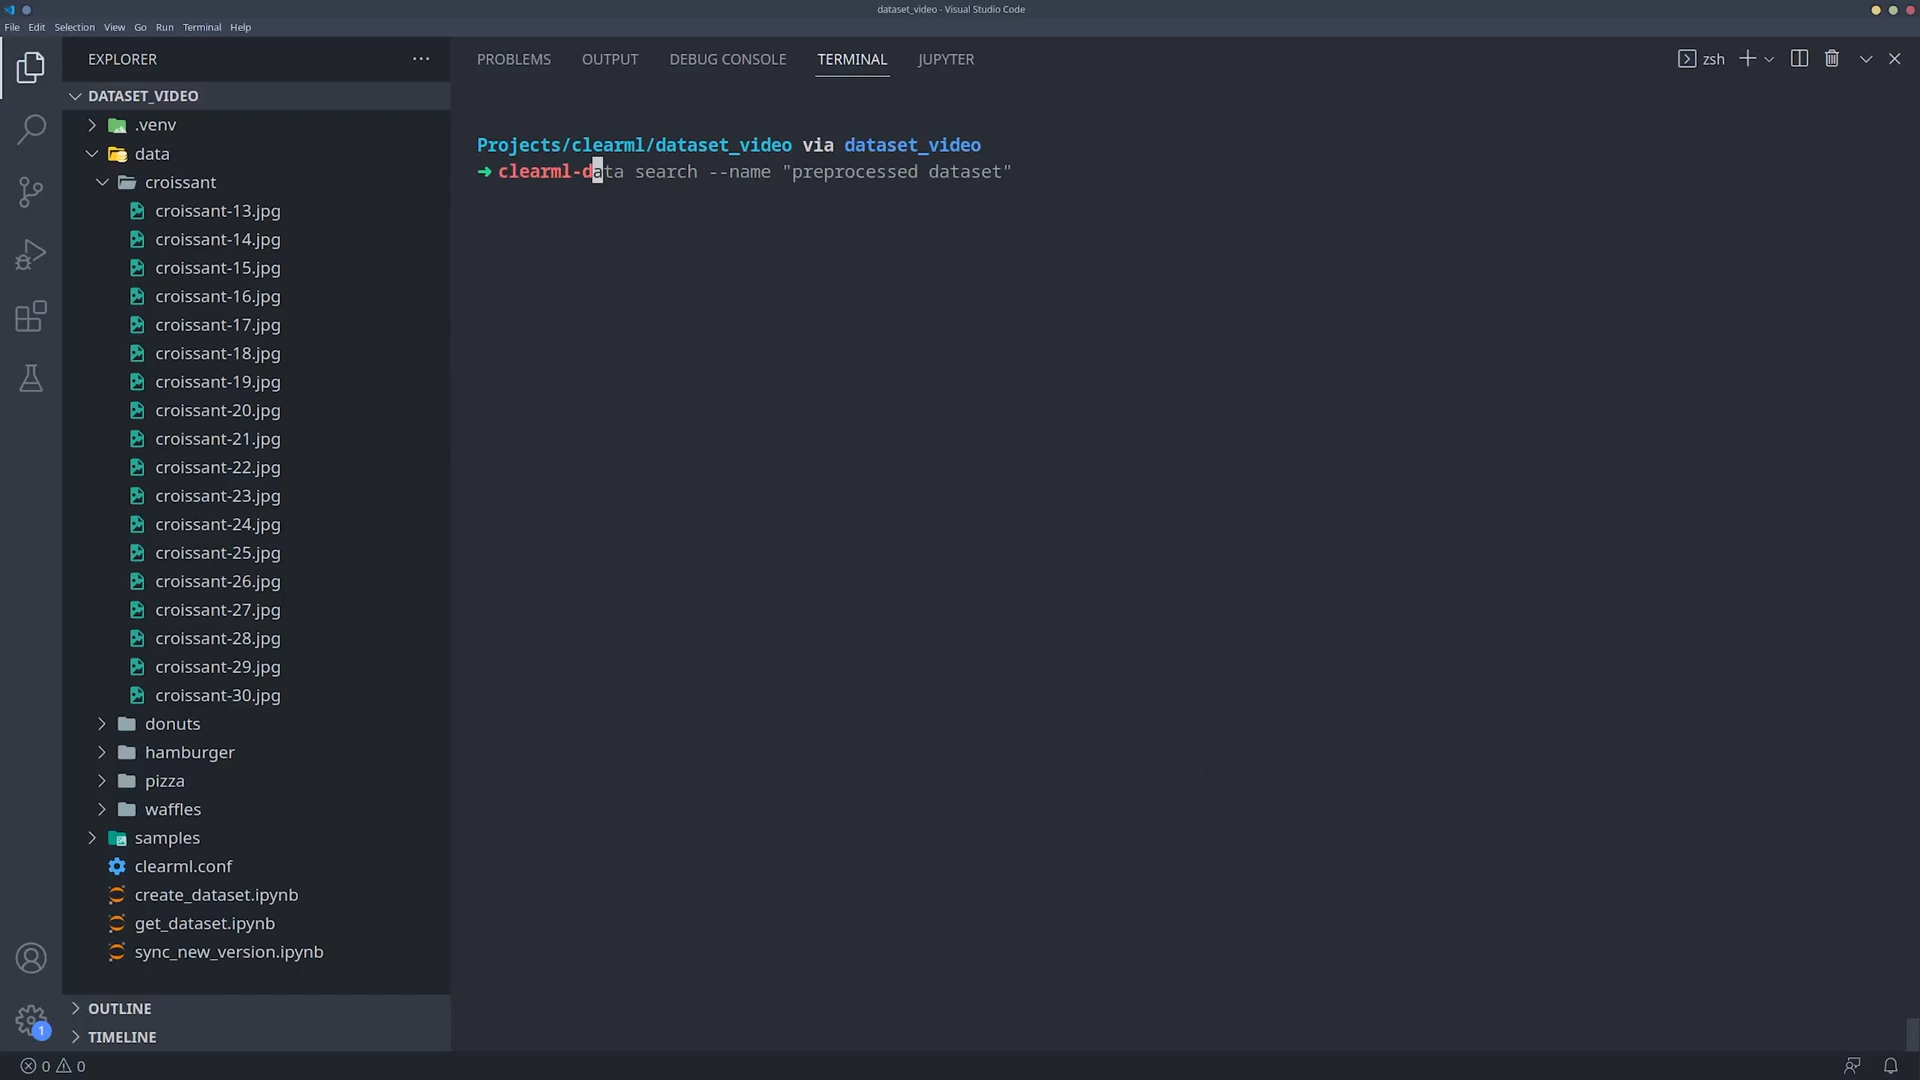 dataset_video - Visual Studio Code
File Edit Selection View Go Run Terminal Help
EXPLORER
PROBLEMS OUTPUT DEBUG CONSOLE TERMINAL JUPYTER
zsh
DATASET_VIDEO
.venv
data
croissant
croissant-13.jpg
croissant-14.jpg
croissant-15.jpg
croissant-16.jpg
croissant-17.jpg
croissant-18.jpg
croissant-19.jpg
croissant-20.jpg
croissant-21.jpg
croissant-22.jpg
croissant-23.jpg
croissant-24.jpg
croissant-25.jpg
croissant-26.jpg
croissant-27.jpg
croissant-28.jpg
croissant-29.jpg
croissant-30.jpg
donuts
hamburger
pizza
waffles
samples
clearml.conf
create_dataset.ipynb
get_dataset.ipynb
sync_new_version.ipynb
OUTLINE
TIMELINE
Projects/clearml/dataset_video via dataset_video
➜ clearml-data search --name "preprocessed dataset"
1
0 0